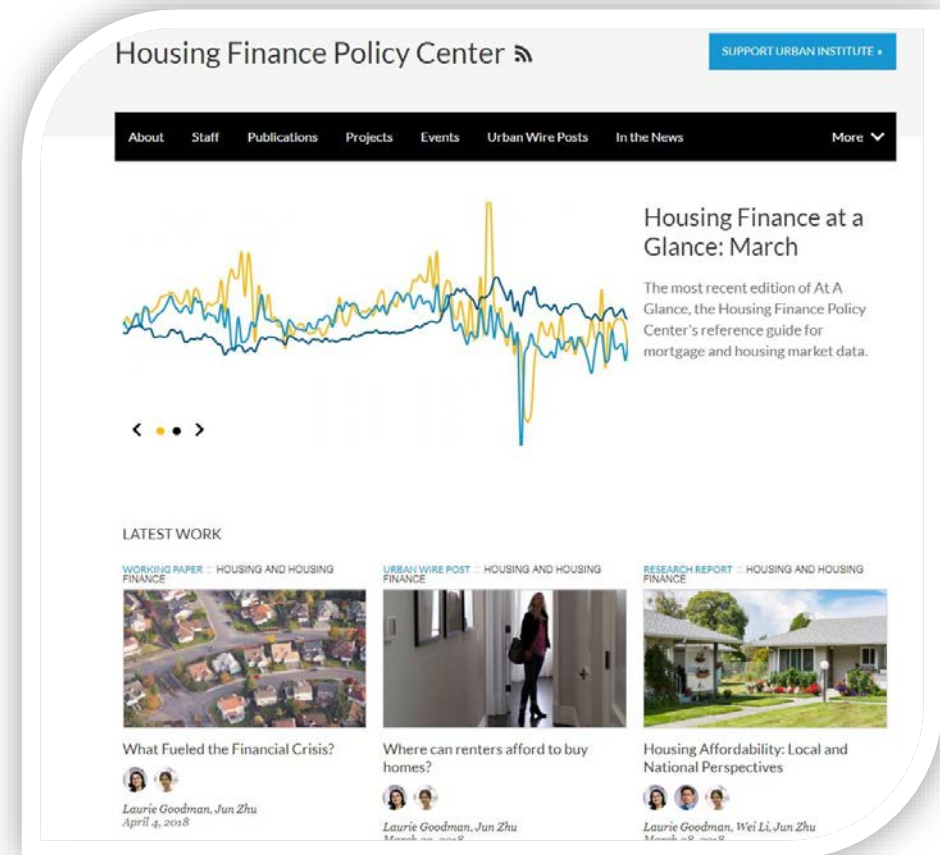 Housing Finance Policy Center
SUPPORT URBAN INSTITUTE »
About Staff Publications Projects Events Urban Wire Posts In the News More
Housing Finance at a
Glance: March
The most recent edition of At A
Glance, the Housing Finance Policy
Center's reference guide for
mortgage and housing market data.
LATEST WORK
WORKING PAPER :: HOUSING AND HOUSING
FINANCE
What Fueled the Financial Crisis?
Laurie Goodman, Jun Zhu
April 4, 2018
URBAN WIRE POST :: HOUSING AND HOUSING
FINANCE
Where can renters afford to buy
homes?
Laurie Goodman, Jun Zhu
RESEARCH REPORT :: HOUSING AND HOUSING
FINANCE
Housing Affordability: Local and
National Perspectives
Laurie Goodman, Wei Li, Jun Zhu